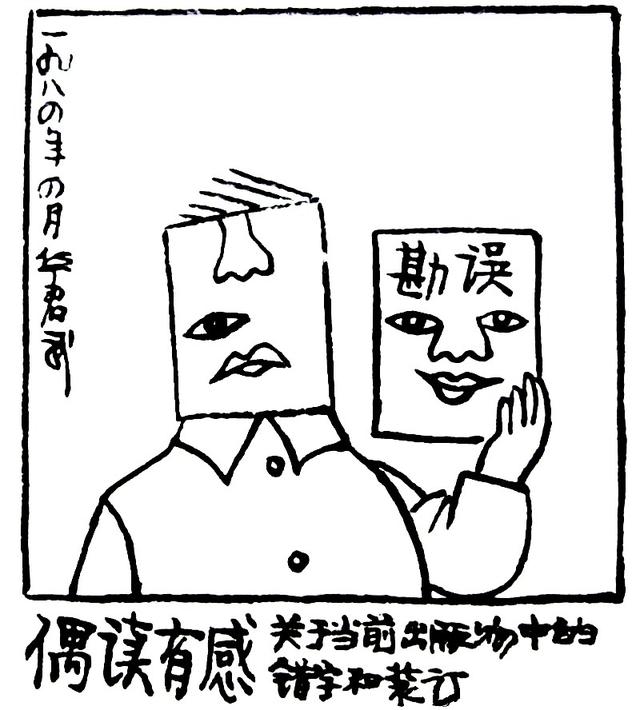 一九八四年四月华君武
勘误
偶读有感
关于当前出版物中的
错字和装订